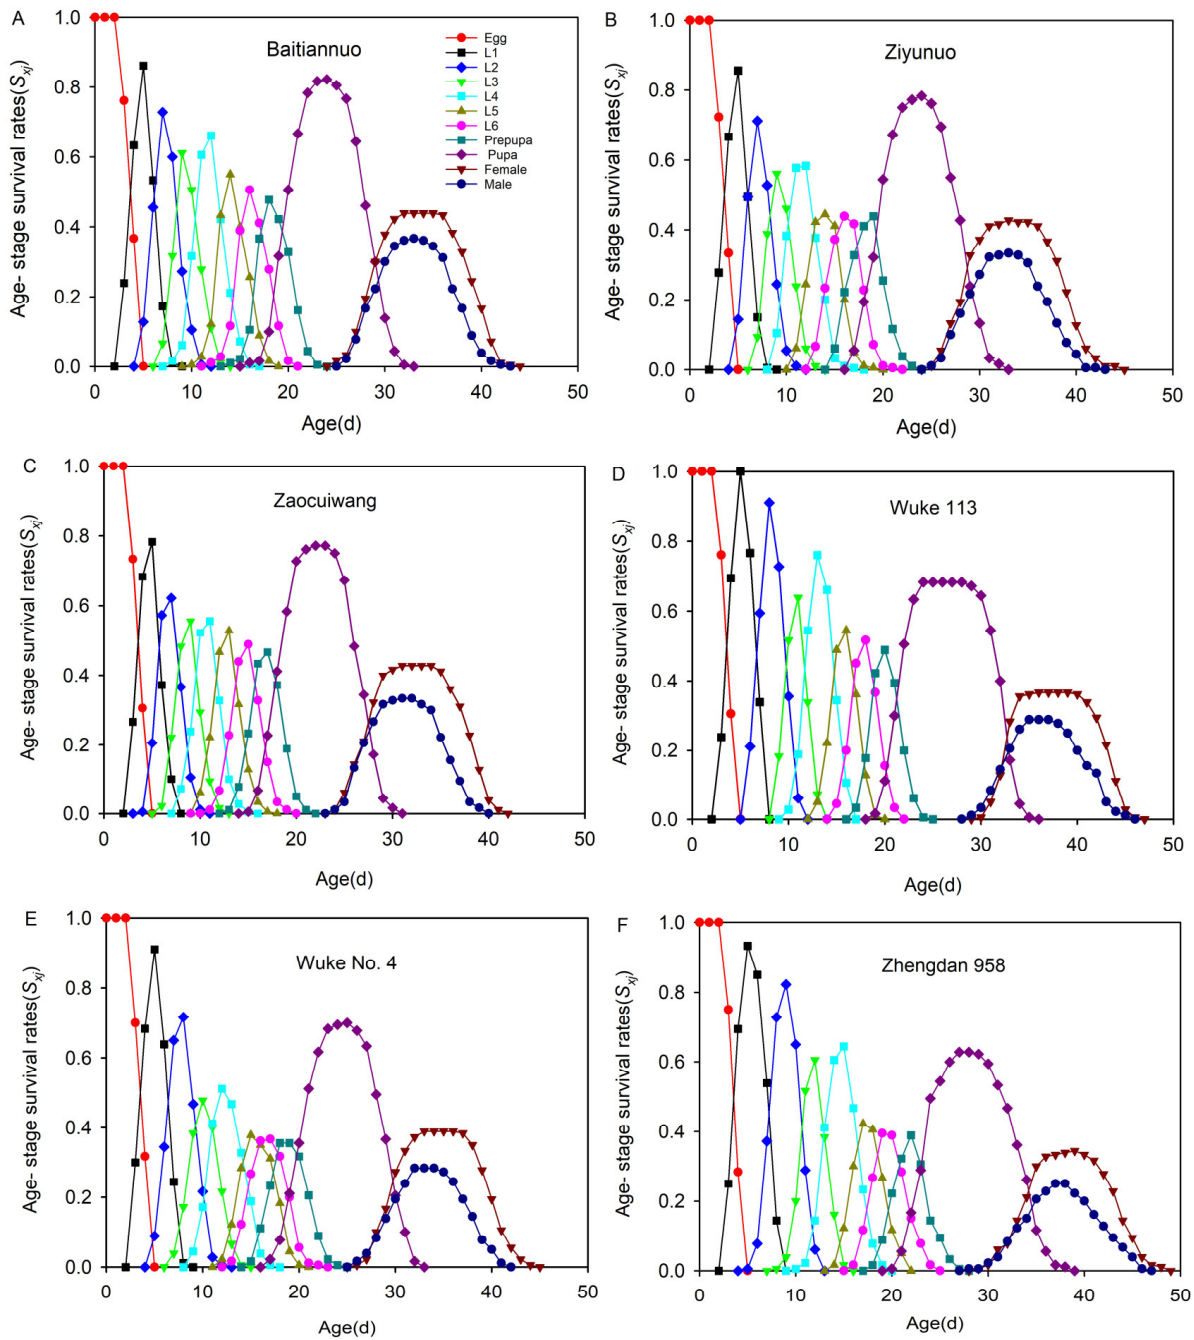 A
Baitiannuo
Age- stage survival rates(Sxj)
1.0
0.8
0.6
0.4
0.2
0.0
0 10 20 30 40 50
Age(d)
Egg
L1
L2
L3
L4
L5
L6
Prepupa
Pupa
Female
Male
B
Ziyunuo
Age- stage survival rates(Sxj)
1.0
0.8
0.6
0.4
0.2
0.0
0 10 20 30 40 50
Age(d)
C
Zaocuiwang
Age- stage survival rates(Sxj)
1.0
0.8
0.6
0.4
0.2
0.0
0 10 20 30 40 50
Age(d)
D
Wuke 113
Age- stage survival rates(Sxj)
1.0
0.8
0.6
0.4
0.2
0.0
0 10 20 30 40 50
Age(d)
E
Wuke No. 4
Age- stage survival rates(Sxj)
1.0
0.8
0.6
0.4
0.2
0.0
0 10 20 30 40 50
Age(d)
F
Zhengdan 958
Age- stage survival rates(Sxj)
1.0
0.8
0.6
0.4
0.2
0.0
0 10 20 30 40 50
Age(d)